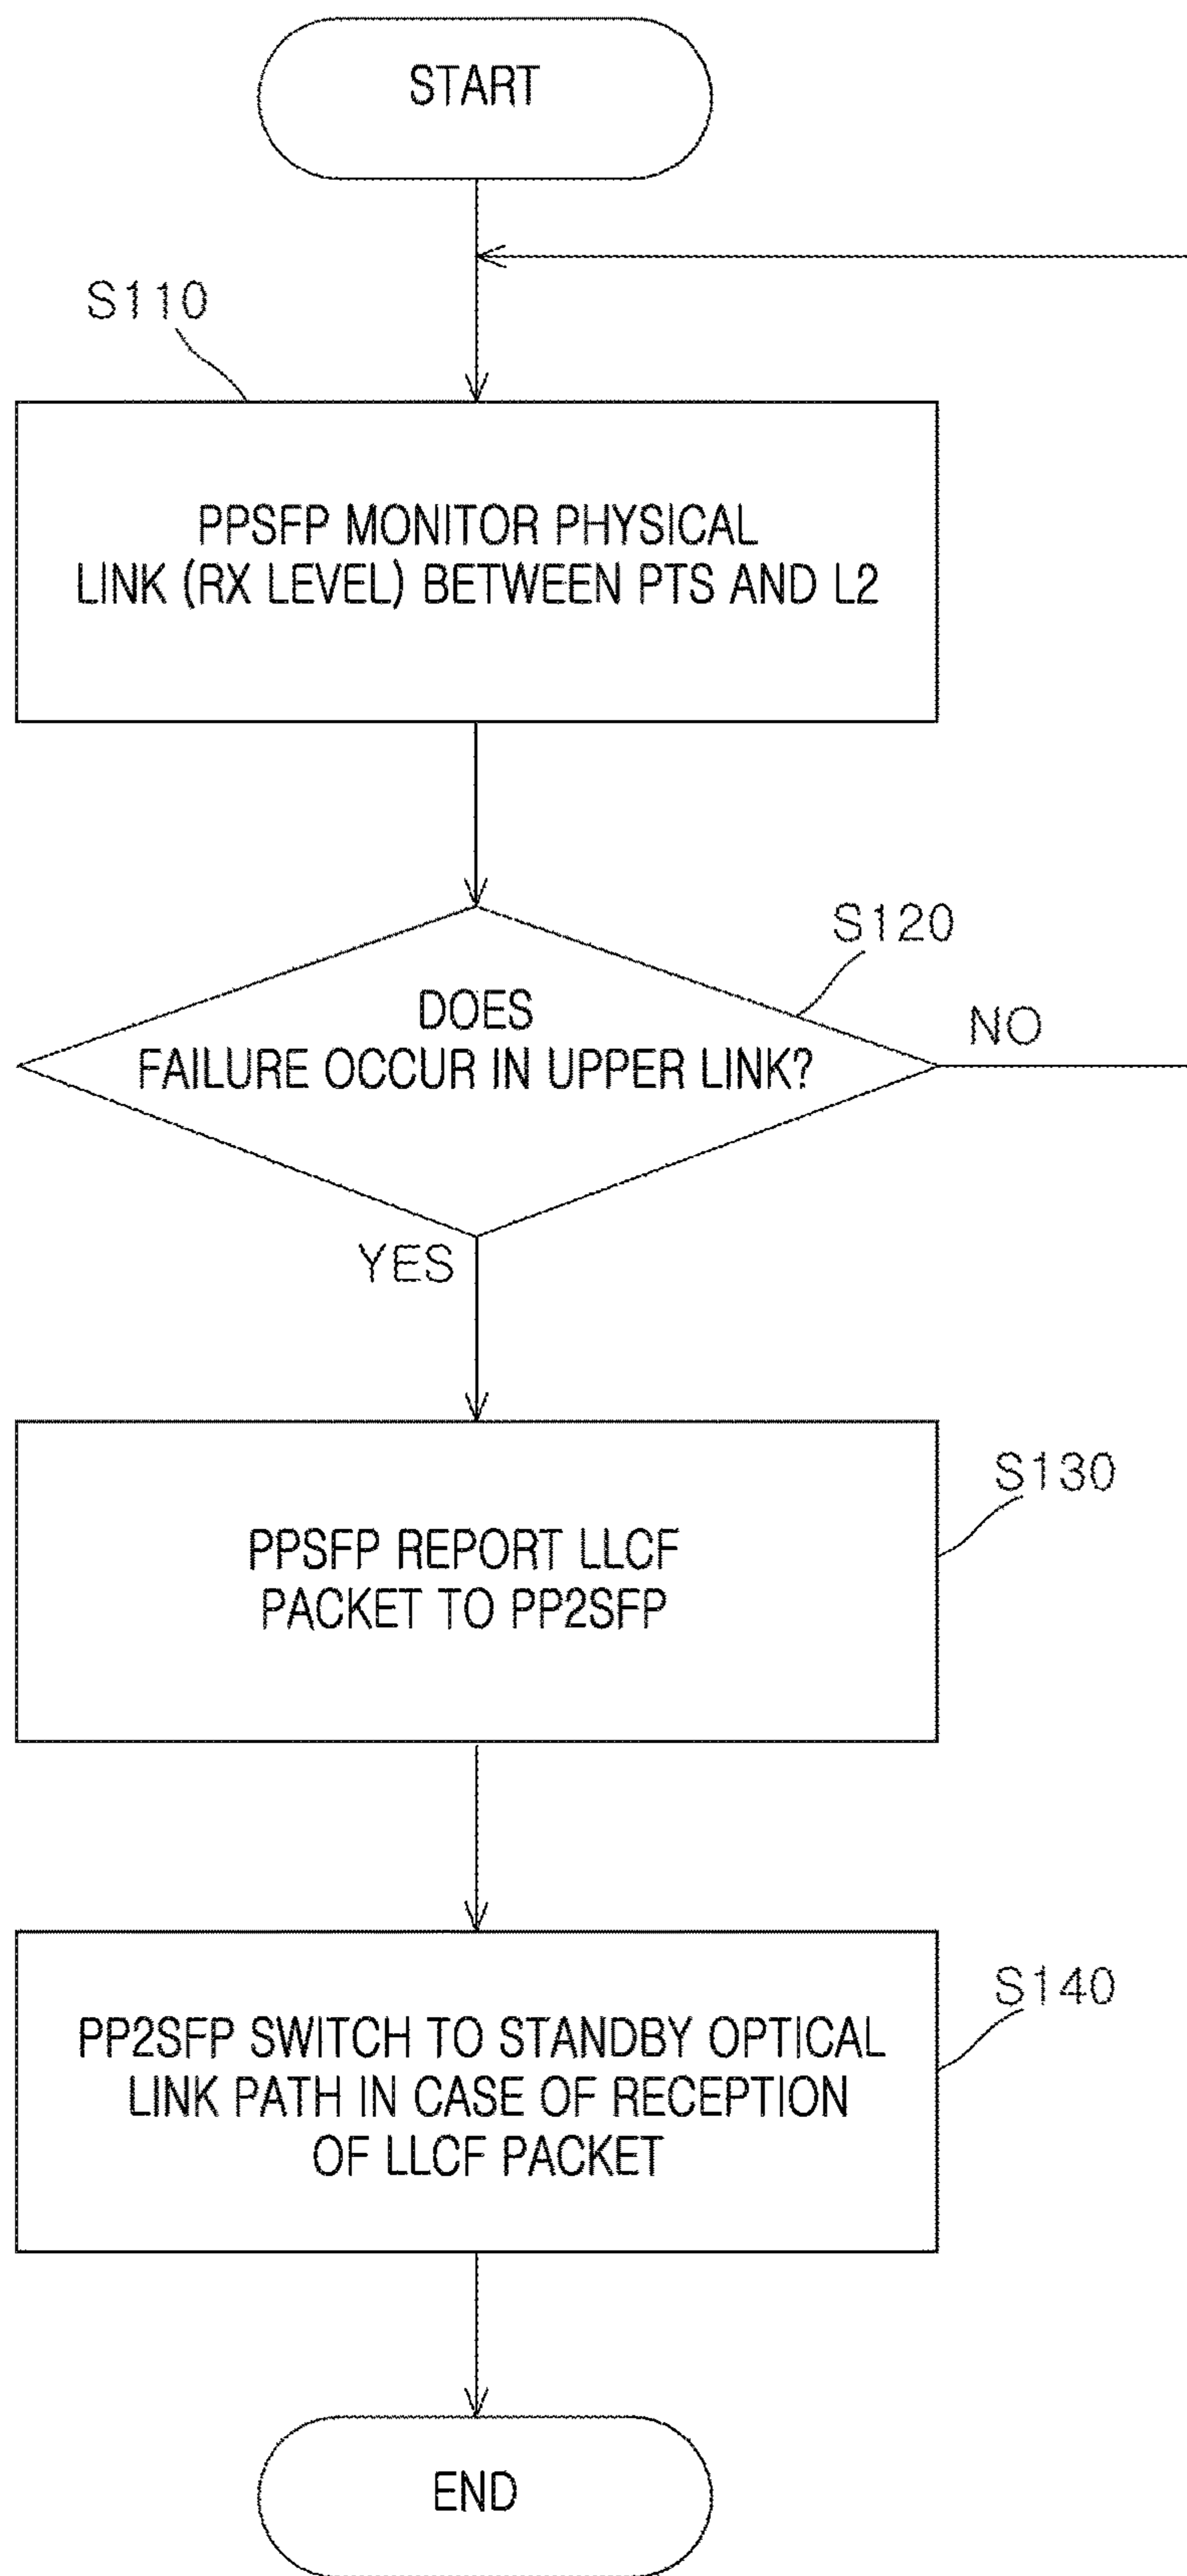 START
S110
PPSFP MONITOR PHYSICAL
LINK (RX LEVEL) BETWEEN PTS AND L2
S120
DOES
FAILURE OCCUR IN UPPER LINK?
NO
YES
S130
PPSFP REPORT LLCF
PACKET TO PP2SFP
S140
PP2SFP SWITCH TO STANDBY OPTICAL
LINK PATH IN CASE OF RECEPTION
OF LLCF PACKET
END